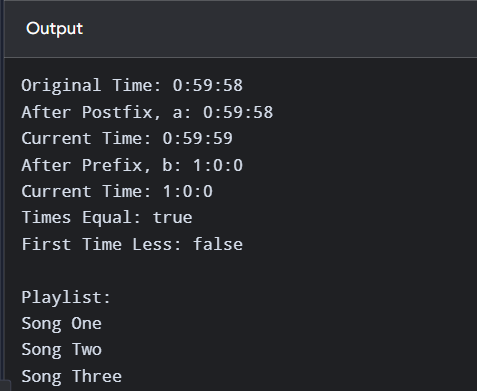 Output
Original Time: 0:59:58
After Postfix, a: 0:59:58
Current Time: 0:59:59
After Prefix, b: 1:0:0
Current Time: 1:0:0
Times Equal: true
First Time Less: false
Playlist:
Song One
Song Two
Song Three